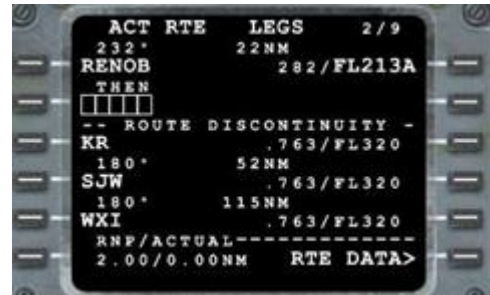 ACT RTE LEGS 2/9
232° 22NM
RENOB 282/FL213A
THEN
□□□□□
-- ROUTE DISCONTINUITY -
KR .763/FL320
180° 52NM
SJW .763/FL320
180° 115NM
WXI .763/FL320
RNP/ACTUAL------------
2.00/0.00NM RTE DATA>